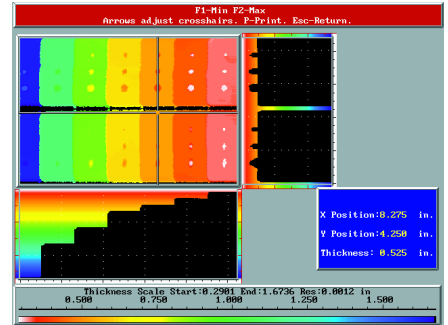 F1-Min F2-Max
Arrows adjust crosshairs. P-Print. Esc-Return.
X Position:8.275 in.
Y Position:4.250 in.
Thickness: 0.525 in.
Thickness Scale Start:0.2901 End:1.6736 Res:0.0012 in
0.500 0.750 1.000 1.250 1.500